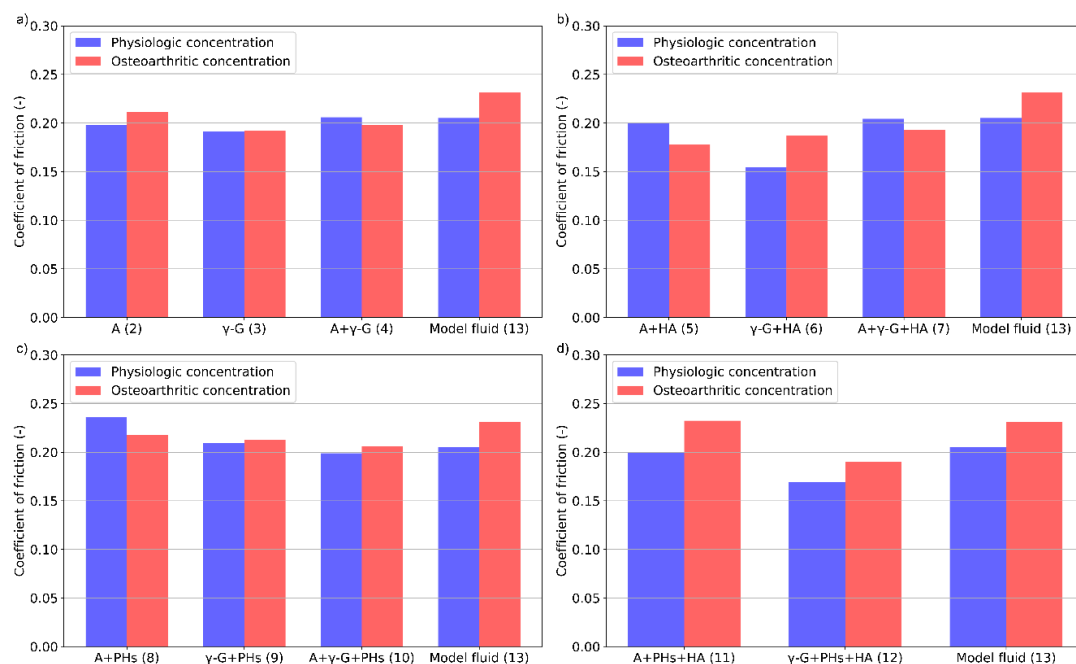 a)
0.30
0.25
0.20
0.15
0.10
0.05
0.00
Coefficient of friction (-)
Physiologic concentration
Osteoarthritic concentration
A (2)
γ-G (3)
A+γ-G (4)
Model fluid (13)
b)
0.30
0.25
0.20
0.15
0.10
0.05
0.00
Coefficient of friction (-)
Physiologic concentration
Osteoarthritic concentration
A+HA (5)
γ-G+HA (6)
A+γ-G+HA (7)
Model fluid (13)
c)
0.30
0.25
0.20
0.15
0.10
0.05
0.00
Coefficient of friction (-)
Physiologic concentration
Osteoarthritic concentration
A+PHs (8)
γ-G+PHs (9)
A+γ-G+PHs (10)
Model fluid (13)
d)
0.30
0.25
0.20
0.15
0.10
0.05
0.00
Coefficient of friction (-)
Physiologic concentration
Osteoarthritic concentration
A+PHs+HA (11)
γ-G+PHs+HA (12)
Model fluid (13)